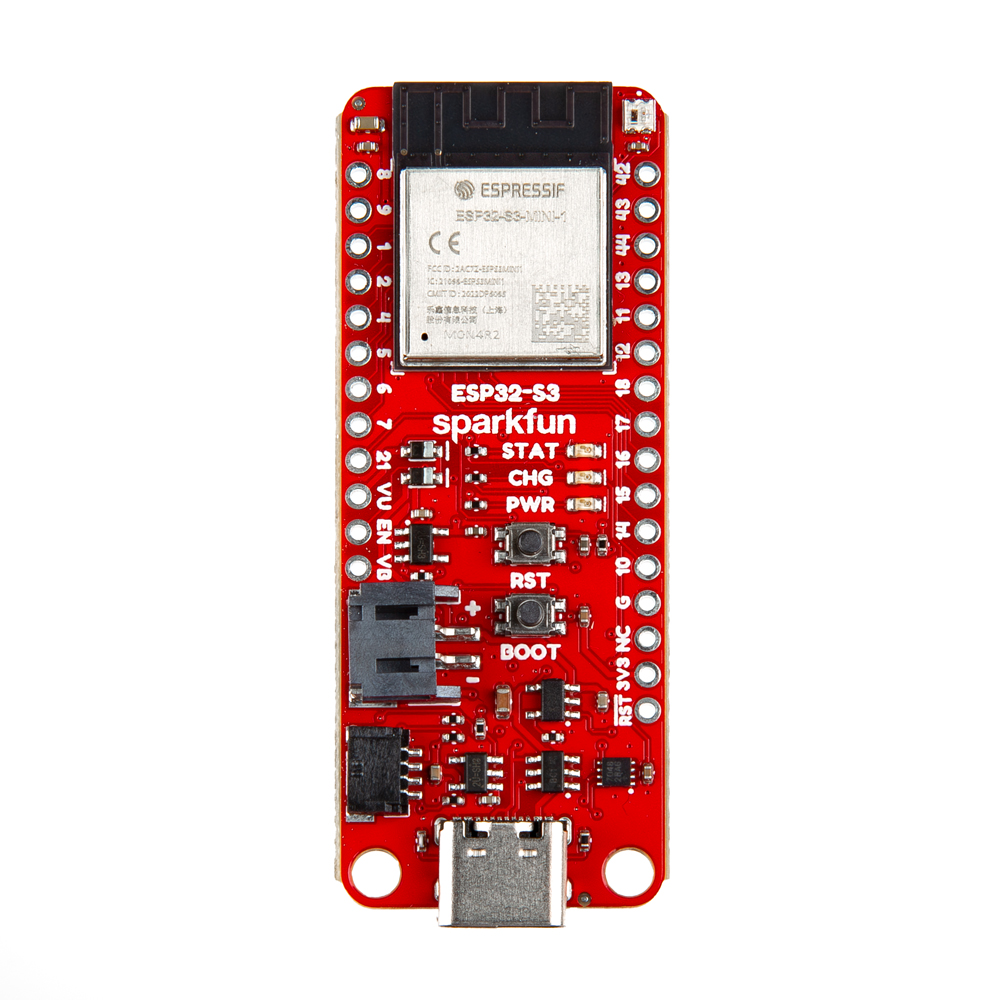 ESPRESSIF
ESP32-S3-MINI-1
CE
FCC ID: 2AC7Z-ESPS3MINI1
IC: 21098-ESPS3MINI1
CMIIT ID: 2022DP6065
乐鑫信息科技（上海）
股份有限公司
M0N4R2
8
9
1
2
4
5
6
7
21
VU
EN
VB
42
43
44
13
11
12
18
17
16
15
14
10
G
NC
3V3
RST
ESP32-S3
sparkfun
STAT
CHG
PWR
RST
BOOT
+
-